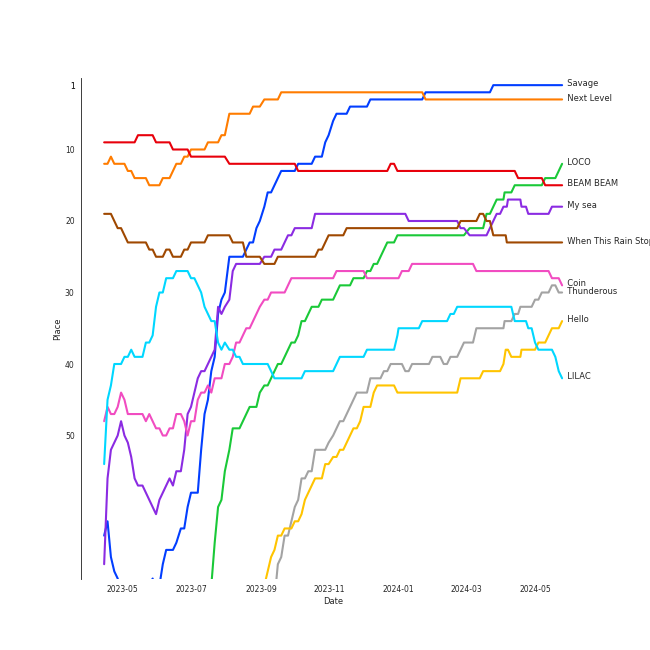 1
10
20
30
40
50
Place
2023-05
2023-07
2023-09
2023-11
2024-01
2024-03
2024-05
Date
Savage
Next Level
LOCO
BEAM BEAM
My sea
When This Rain Stop
Coin
Thunderous
Hello
LILAC